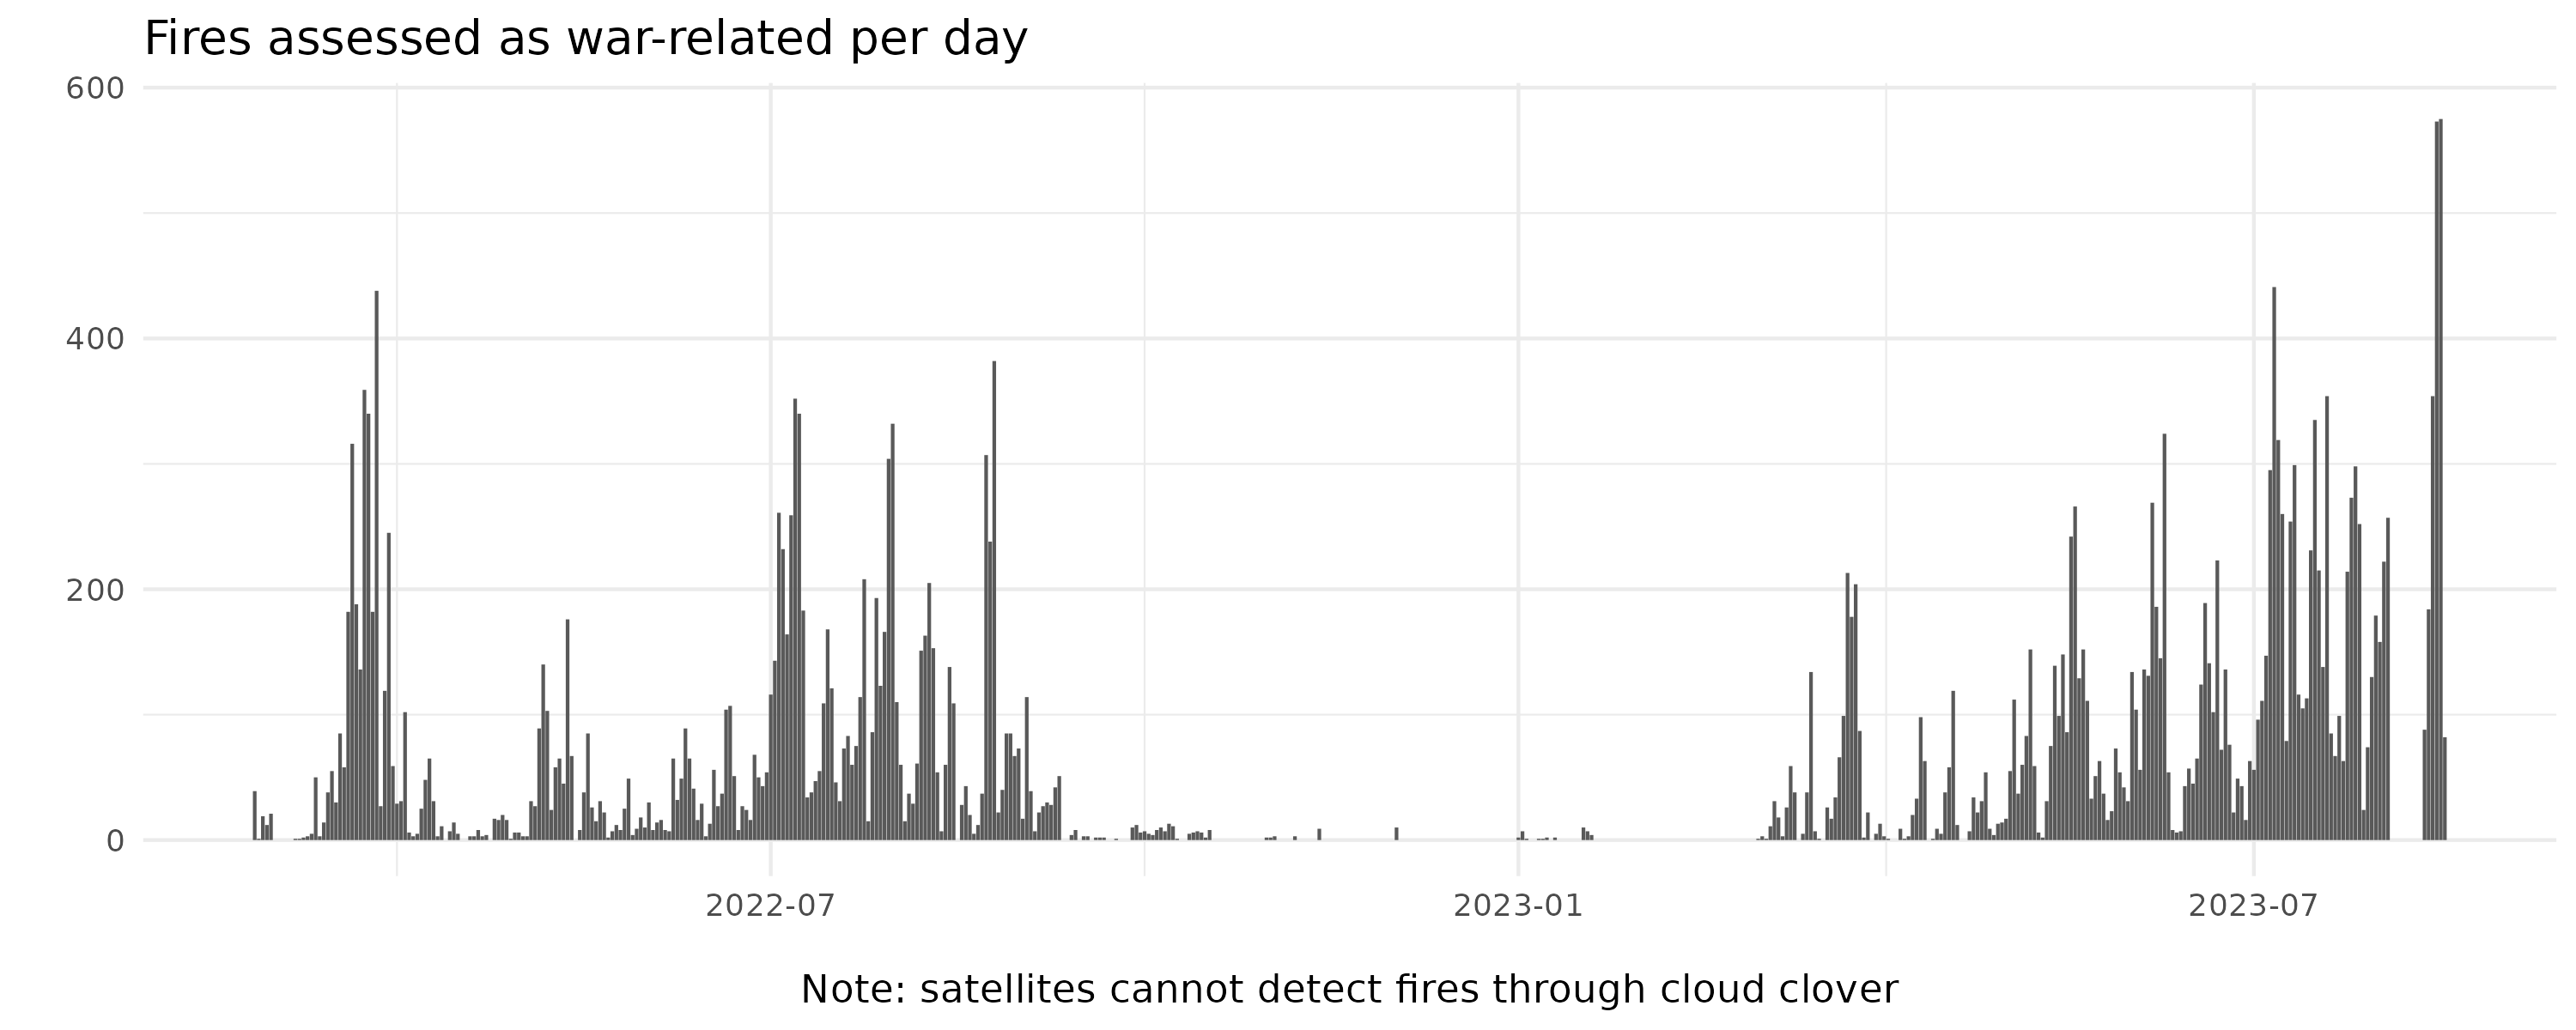 Fires assessed as war-related per day
600
400
200
0
2022-07 2023-01 2023-07
Note: satellites cannot detect fires through cloud clover